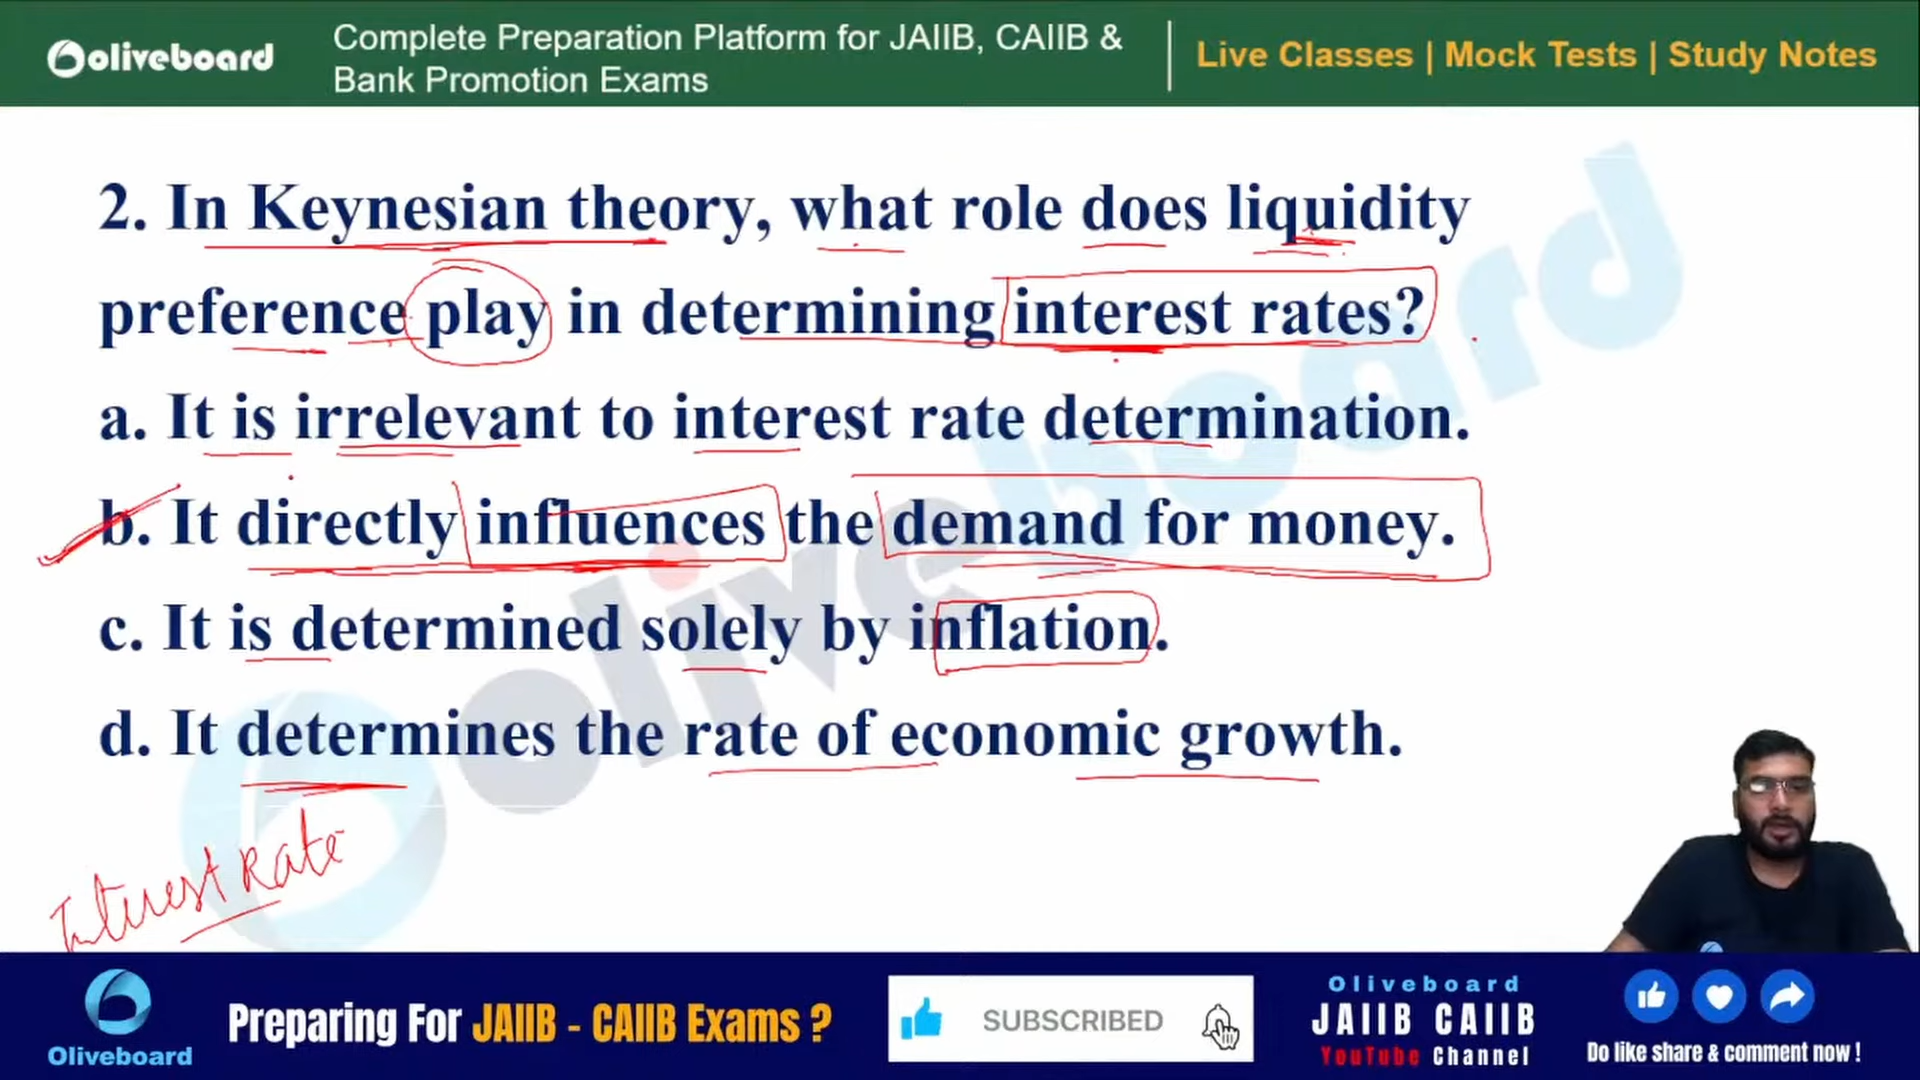 oliveboard
Complete Preparation Platform for JAIIB, CAIIB &
Bank Promotion Exams
Live Classes | Mock Tests | Study Notes
2. In Keynesian theory, what role does liquidity
preference play in determining interest rates?
a. It is irrelevant to interest rate determination.
b. It directly influences the demand for money.
c. It is determined solely by inflation.
d. It determines the rate of economic growth.
Interest Rate
oliveboard
Oliveboard
Preparing For JAIIB - CAIIB Exams ?
SUBSCRIBED
Oliveboard
JAIIB CAIIB
YouTube Channel
Do like share & comment now !